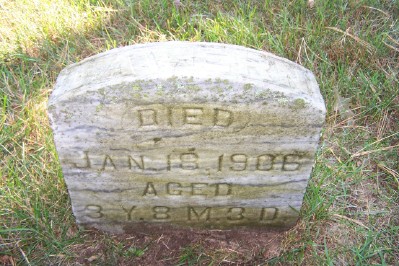 DIED
JAN. 18. 1906
AGED
3 Y. 8 M. 3 D.